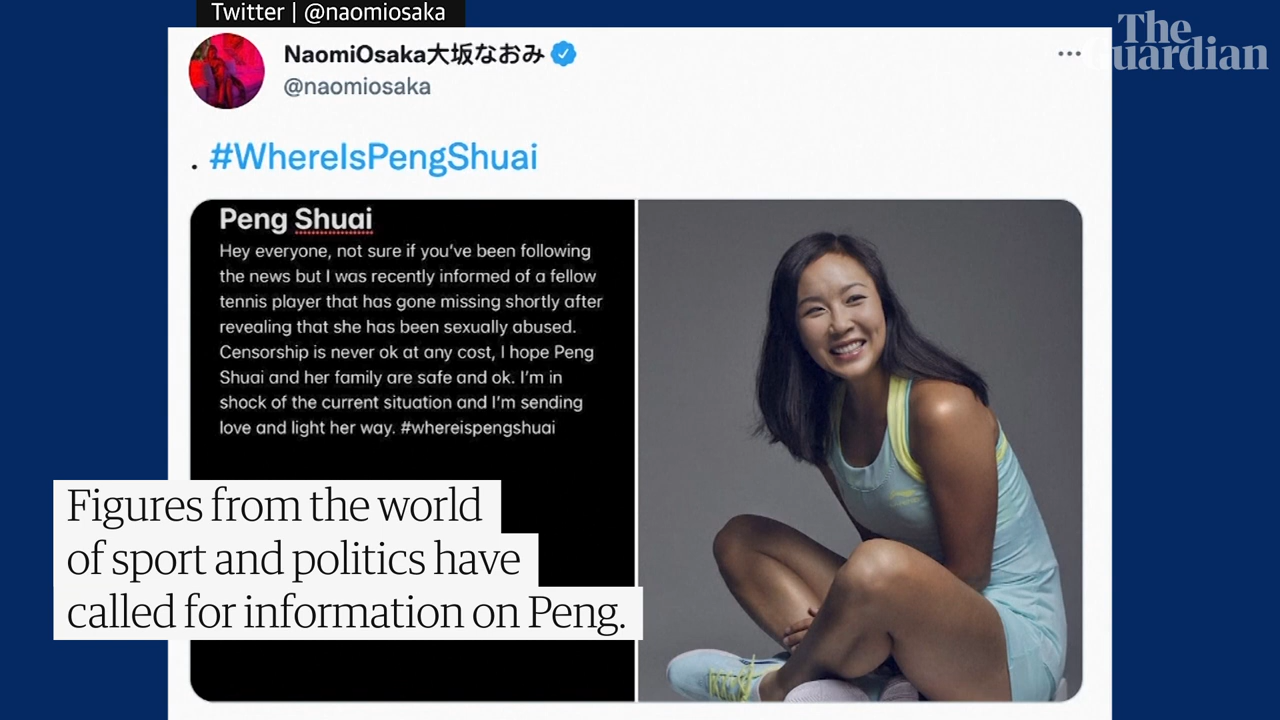 Twitter | @naomiosaka
The
Guardian
NaomiOsaka大坂なおみ
@naomiosaka
. #WhereIsPengShuai
Peng Shuai
Hey everyone, not sure if you've been following
the news but I was recently informed of a fellow
tennis player that has gone missing shortly after
revealing that she has been sexually abused.
Censorship is never ok at any cost, I hope Peng
Shuai and her family are safe and ok. I'm in
shock of the current situation and I'm sending
love and light her way. #whereispengshuai
Figures from the world
of sport and politics have
called for information on Peng.